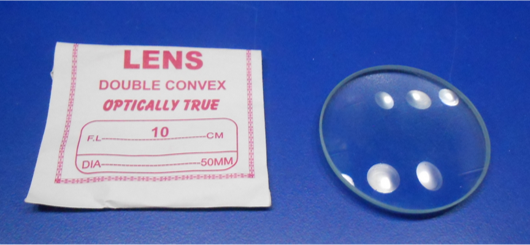 LENS
DOUBLE CONVEX
OPTICALLY TRUE
F.L 10 CM
DIA 50MM